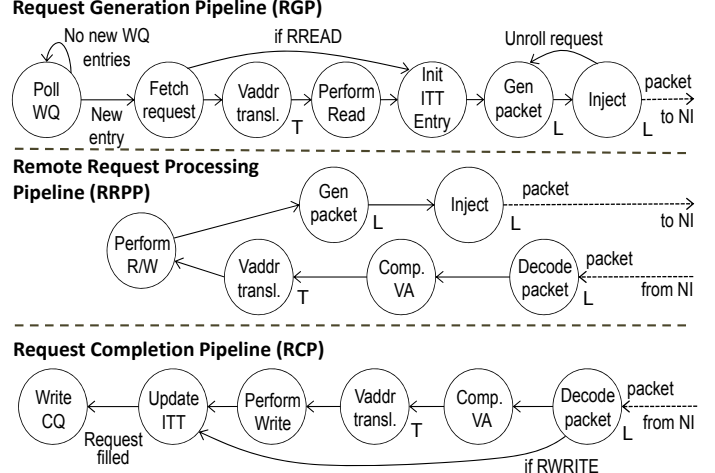 Request Generation Pipeline (RGP)
No new WQ
entries
if RREAD
Unroll request
Poll
WQ
New
entry
Fetch
request
Vaddr
transl.
T
Perform
Read
Init
ITT
Entry
Gen
packet
L
Inject
L
packet
to NI
Remote Request Processing
Pipeline (RRPP)
Gen
packet
L
Inject
L
packet
to NI
Perform
R/W
Vaddr
transl.
T
Comp.
VA
Decode
packet
L
packet
from NI
Request Completion Pipeline (RCP)
Write
CQ
Request
filled
Update
ITT
Perform
Write
Vaddr
transl.
T
Comp.
VA
Decode
packet
L
packet
from NI
if RWRITE